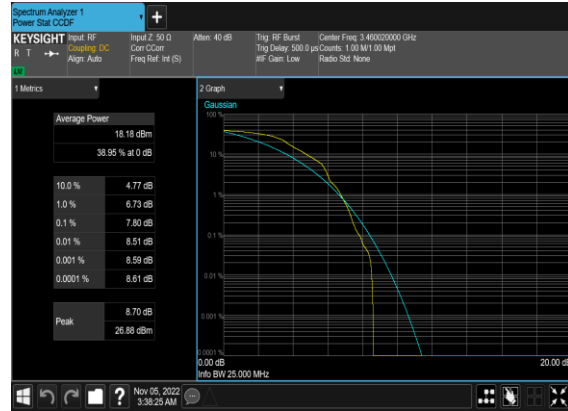 Spectrum Analyzer 1
Power Stat CCDF
+
KEYSIGHT
R T
LXI
Input: RF
Coupling: DC
Align: Auto
Input Z: 50 Ω
Corr CCorr
Freq Ref: Int (S)
Atten: 40 dB
Trig: RF Burst
Trig Delay: 500.0 µs
#IF Gain: Low
Center Freq: 3.460020000 GHz
Counts: 1.00 M/1.00 Mpt
Radio Std: None
1 Metrics
Average Power
18.18 dBm
38.95 % at 0 dB
10.0 % 4.77 dB
1.0 % 6.73 dB
0.1 % 7.80 dB
0.01 % 8.51 dB
0.001 % 8.59 dB
0.0001 % 8.61 dB
Peak
8.70 dB
26.88 dBm
2 Graph
Gaussian
100 %
10 %
1 %
0.1 %
0.01 %
0.001 %
0.0001 %
0.00 dB
20.00 dB
Info BW 25.000 MHz
?
Nov 05, 2022
3:38:25 AM